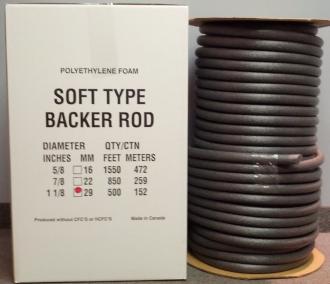 POLYETHYLENE FOAM
SOFT TYPE
BACKER ROD
DIAMETER QTY/CTN
INCHES MM FEET METERS
5/8 16 1550 472
7/8 22 850 259
1 1/8 29 500 152
Produced without CFC'S or HCFC'S Made in Canada